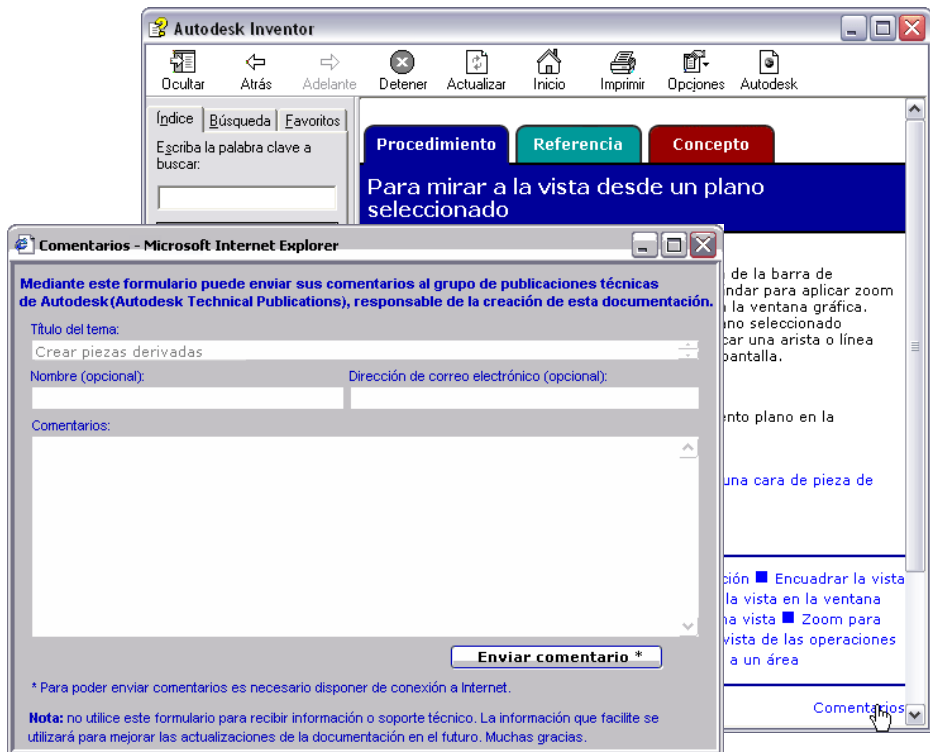 Autodesk Inventor
Ocultar Atrás Adelante Detener Actualizar Inicio Imprimir Opciones Autodesk
Índice Búsqueda Favoritos
Escriba la palabra clave a
buscar:
Procedimiento Referencia Concepto
Para mirar a la vista desde un plano
seleccionado
de la barra de
para aplicar zoom
la ventana gráfica.
seleccionado
una arista o línea
pantalla.
plano en la
una cara de pieza de
■ Encuadrar la vista
la vista en la ventana
vista ■ Zoom para
vista de las operaciones
a un área
Comentarios
Comentarios - Microsoft Internet Explorer
Mediante este formulario puede enviar sus comentarios al grupo de publicaciones técnicas
de Autodesk(Autodesk Technical Publications), responsable de la creación de esta documentación.
Título del tema:
Crear piezas derivadas
Nombre (opcional): Dirección de correo electrónico (opcional):
Comentarios:
Enviar comentario *
* Para poder enviar comentarios es necesario disponer de conexión a Internet.
Nota: no utilice este formulario para recibir información o soporte técnico. La información que facilite se
utilizará para mejorar las actualizaciones de la documentación en el futuro. Muchas gracias.